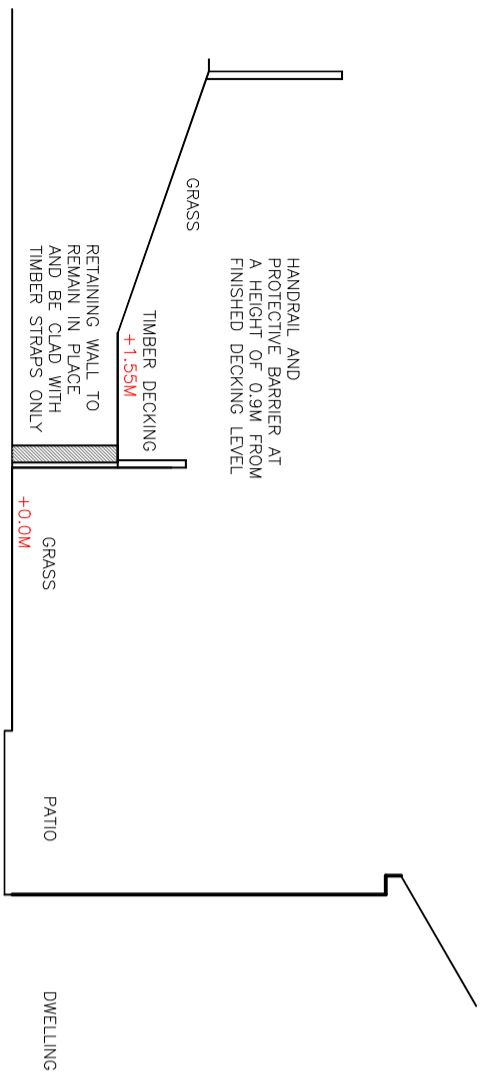 HANDRAIL AND
PROTECTIVE BARRIER AT
A HEIGHT OF 0.9M FROM
FINISHED DECKING LEVEL
GRASS
TIMBER DECKING
+1.55M
RETAINING WALL TO
REMAIN IN PLACE
AND BE CLAD WITH
TIMBER STRAPS ONLY
GRASS
+0.0M
PATIO
DWELLING